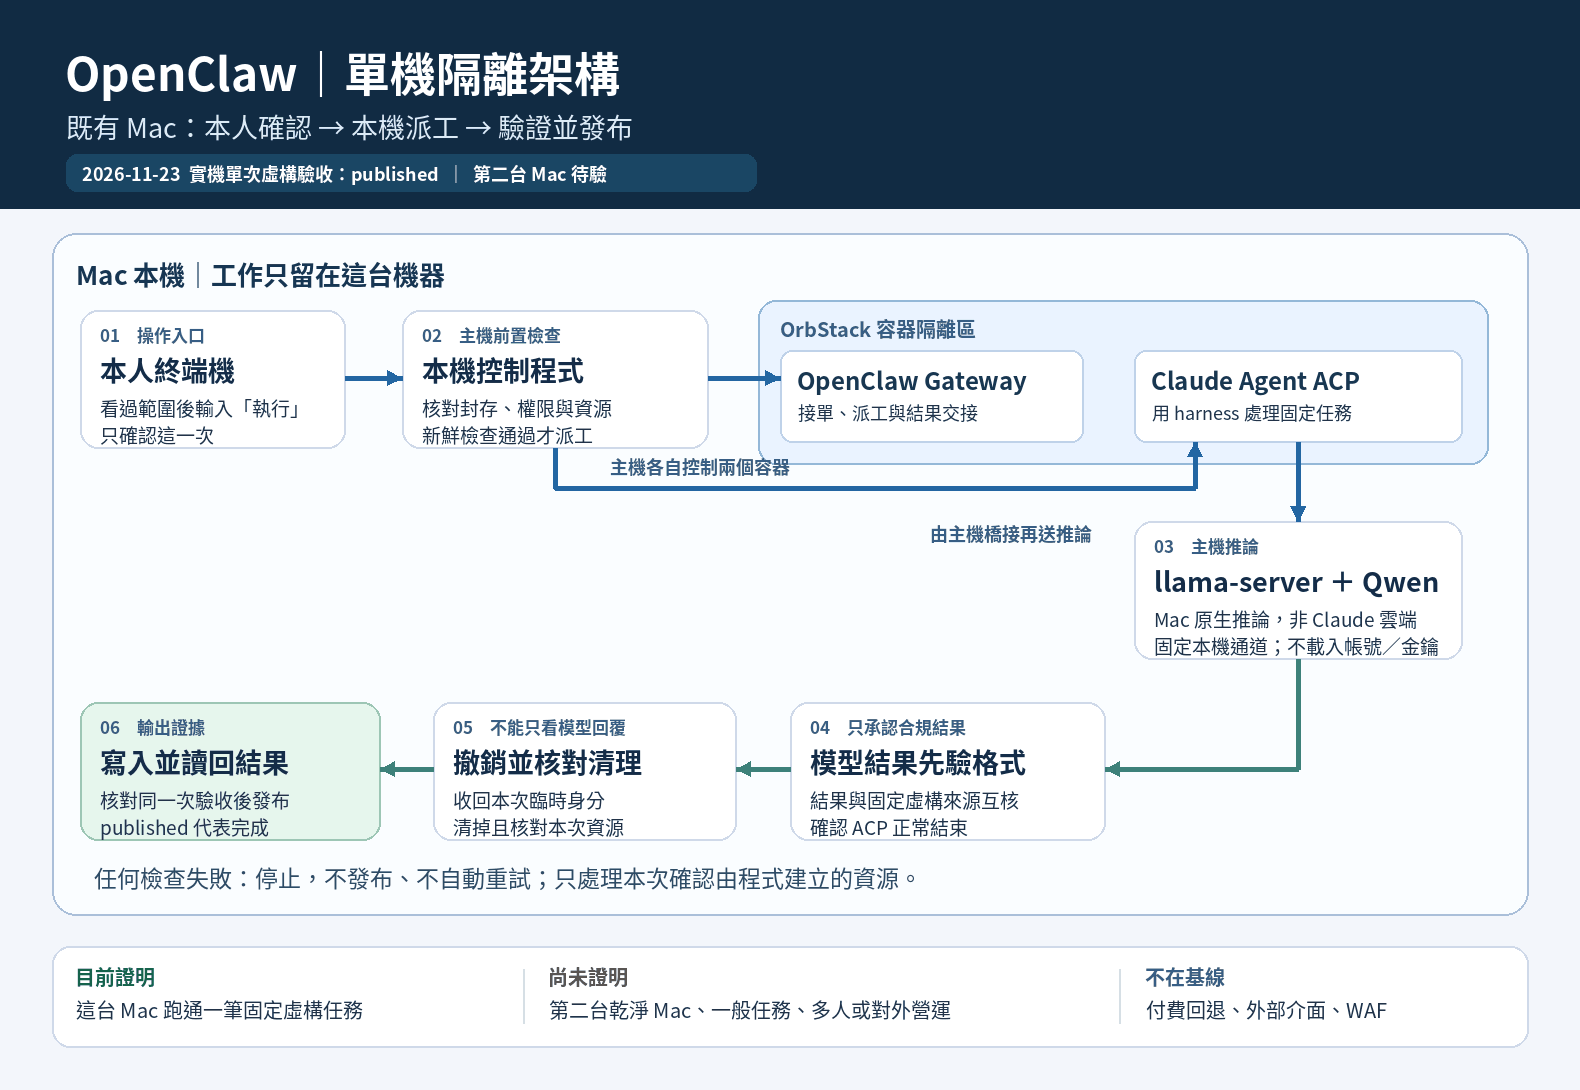 OpenClaw｜單機隔離架構
既有 Mac：本人確認 → 本機派工 → 驗證並發布
2026-11-23 實機單次虛構驗收：published ｜ 第二台 Mac 待驗
Mac 本機｜工作只留在這台機器
01 操作入口
本人終端機
看過範圍後輸入「執行」
只確認這一次
02 主機前置檢查
本機控制程式
核對封存、權限與資源
新鮮檢查通過才派工
OrbStack 容器隔離區
OpenClaw Gateway
接單、派工與結果交接
Claude Agent ACP
用 harness 處理固定任務
主機各自控制兩個容器
由主機橋接再送推論
03 主機推論
llama-server ＋ Qwen
Mac 原生推論，非 Claude 雲端
固定本機通道；不載入帳號／金鑰
06 輸出證據
寫入並讀回結果
核對同一次驗收後發布
published 代表完成
05 不能只看模型回覆
撤銷並核對清理
收回本次臨時身分
清掉且核對本次資源
04 只承認合規結果
模型結果先驗格式
結果與固定虛構來源互核
確認 ACP 正常結束
任何檢查失敗：停止，不發布、不自動重試；只處理本次確認由程式建立的資源。
目前證明
這台 Mac 跑通一筆固定虛構任務
尚未證明
第二台乾淨 Mac、一般任務、多人或對外營運
不在基線
付費回退、外部介面、WAF